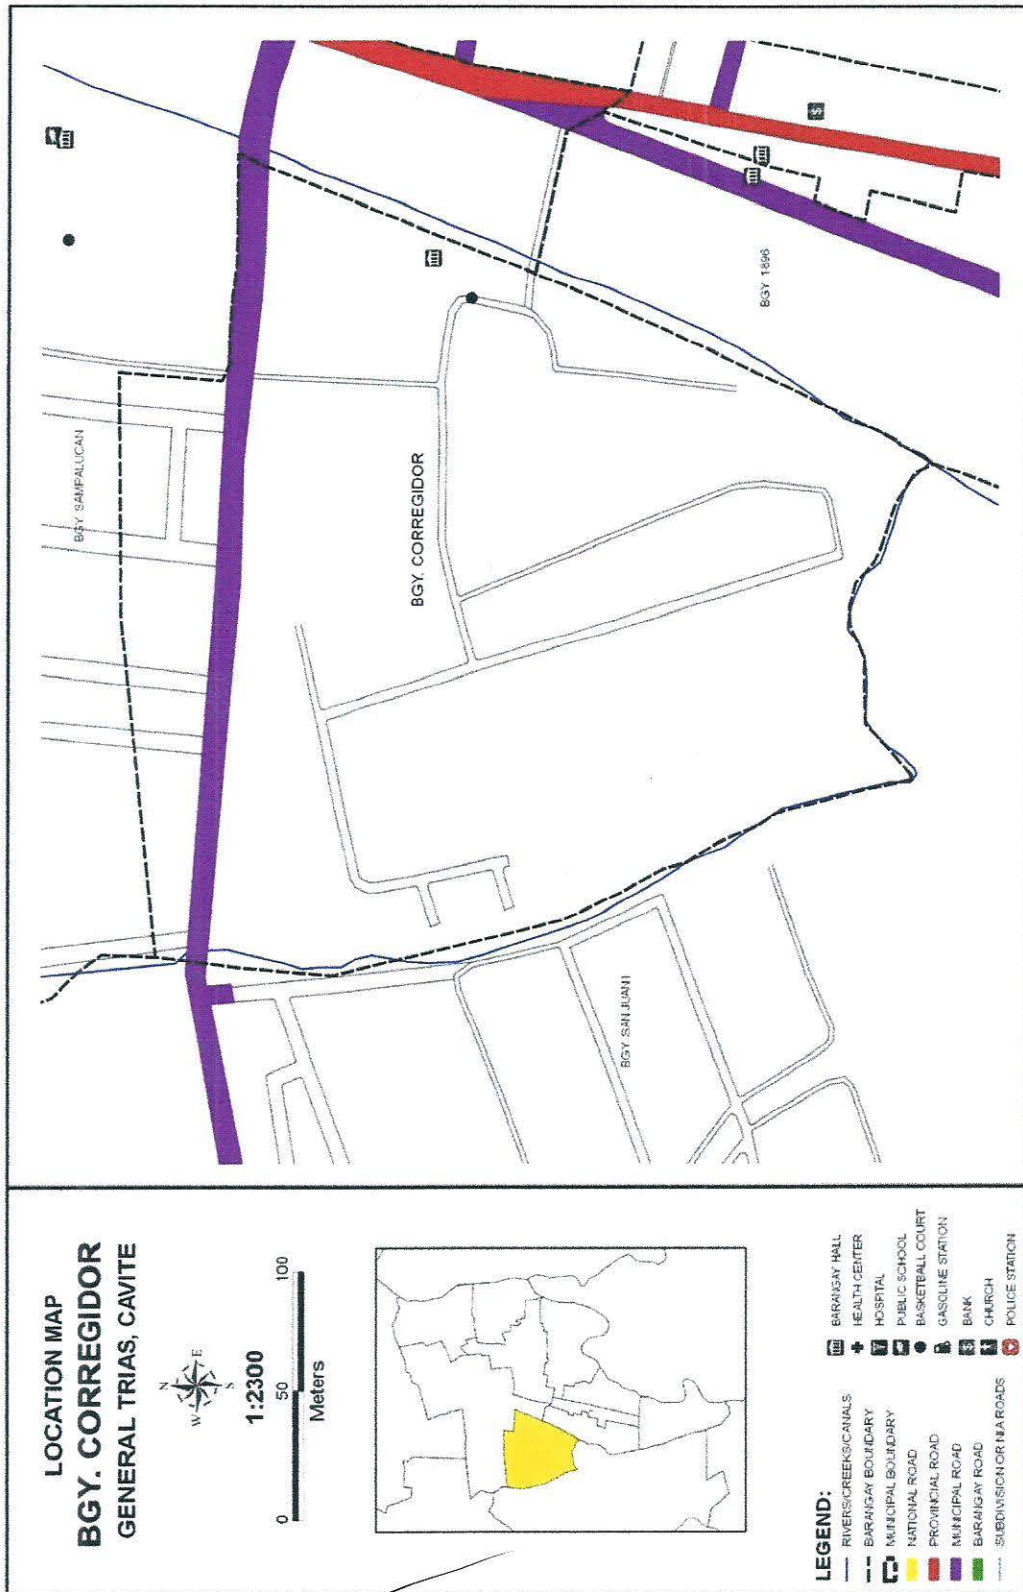 LOCATION MAP
BGY. CORREGIDOR
GENERAL TRIAS, CAVITE
N
W
E
S
1:2300
0
50
100
Meters
LEGEND:
RIVERS/CREEKS/CANALS
BARANGAY BOUNDARY
MUNICIPAL BOUNDARY
NATIONAL ROAD
PROVINCIAL ROAD
MUNICIPAL ROAD
BARANGAY ROAD
SUBDIVISION OR NIA ROADS
BARANGAY HALL
HEALTH CENTER
HOSPITAL
PUBLIC SCHOOL
BASKETBALL COURT
GASOLINE STATION
BANK
CHURCH
POLICE STATION
BGY SAMPALUCAN
BGY. CORREGIDOR
BGY 1896
BGY SAN JUAN I